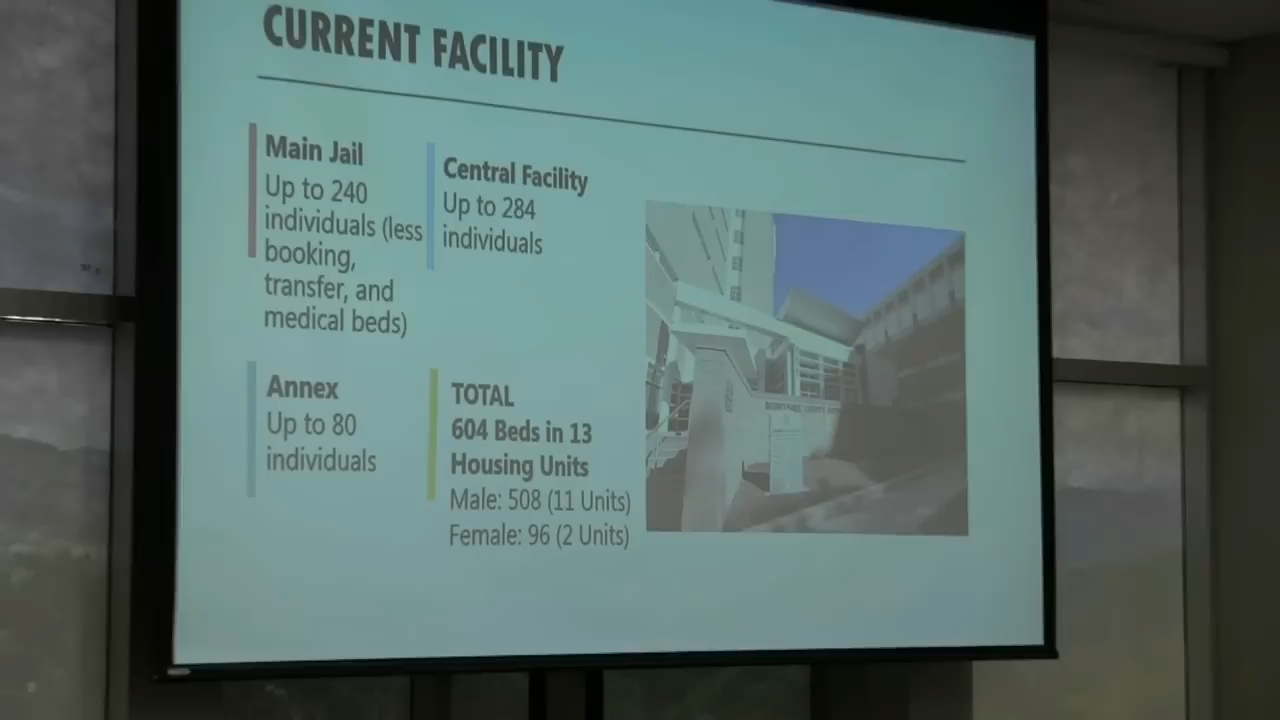 CURRENT FACILITY
Main Jail
Up to 240
individuals (less
booking,
transfer, and
medical beds)
Central Facility
Up to 284
individuals
Annex
Up to 80
individuals
TOTAL
604 Beds in 13
Housing Units
Male: 508 (11 Units)
Female: 96 (2 Units)